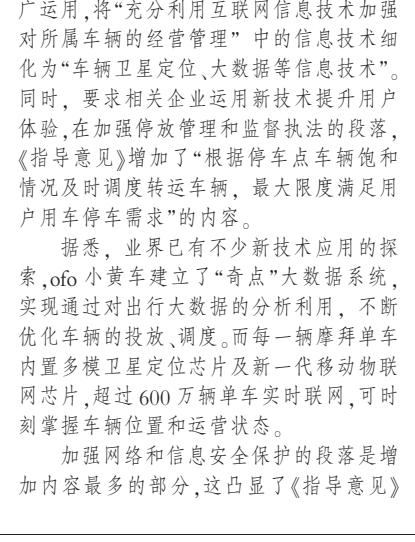 广运用,将“充分利用互联网信息技术加强
对所属车辆的经营管理”中的信息技术细
化为“车辆卫星定位、大数据等信息技术”。
同时，要求相关企业运用新技术提升用户
体验,在加强停放管理和监督执法的段落,
《指导意见》增加了“根据停车点车辆饱和
情况及时调度转运车辆，最大限度满足用
户用车停车需求”的内容。
据悉，业界已有不少新技术应用的探
索,ofo 小黄车建立了“奇点”大数据系统,
实现通过对出行大数据的分析利用，不断
优化车辆的投放、调度。而每一辆摩拜单车
内置多模卫星定位芯片及新一代移动物联
网芯片,超过 600 万辆单车实时联网,可时
刻掌握车辆位置和运营状态。
加强网络和信息安全保护的段落是增
加内容最多的部分,这凸显了《指导意见》